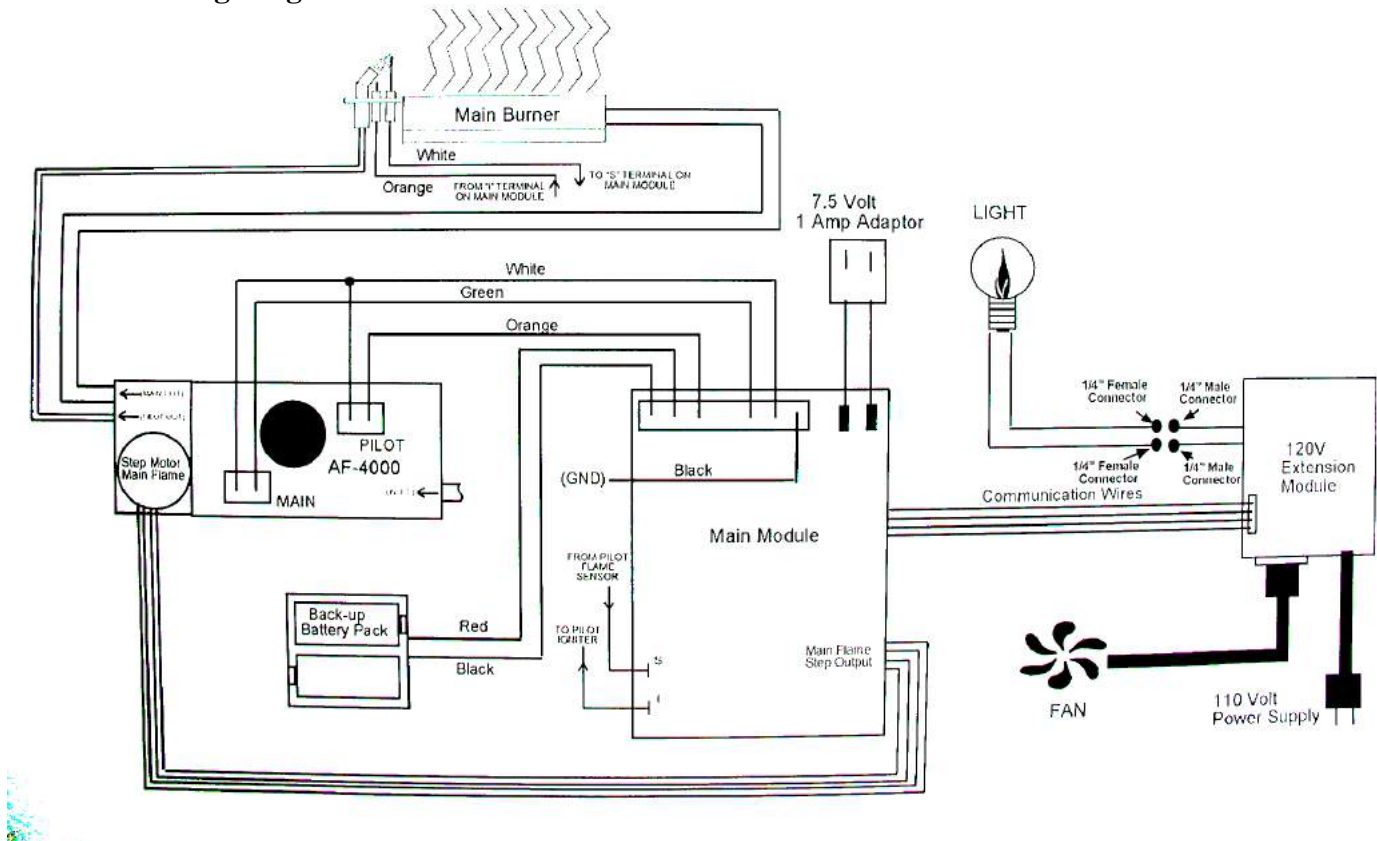 Main Burner
White
Orange
FROM "I" TERMINAL
ON MAIN MODULE
TO "S" TERMINAL ON
MAIN MODULE
7.5 Volt
1 Amp Adaptor
LIGHT
White
Green
Orange
PILOT
AF-4000
Step Motor
Main Flame
MAIN
(GND)
Black
Communication Wires
1/4" Female
Connector
1/4" Male
Connector
1/4" Female
Connector
1/4" Male
Connector
120V
Extension
Module
Main Module
FROM PILOT
FLAME
SENSOR
TO PILOT
IGNITER
S
I
Main Flame
Step Output
Back-up
Battery Pack
Red
Black
FAN
110 Volt
Power Supply